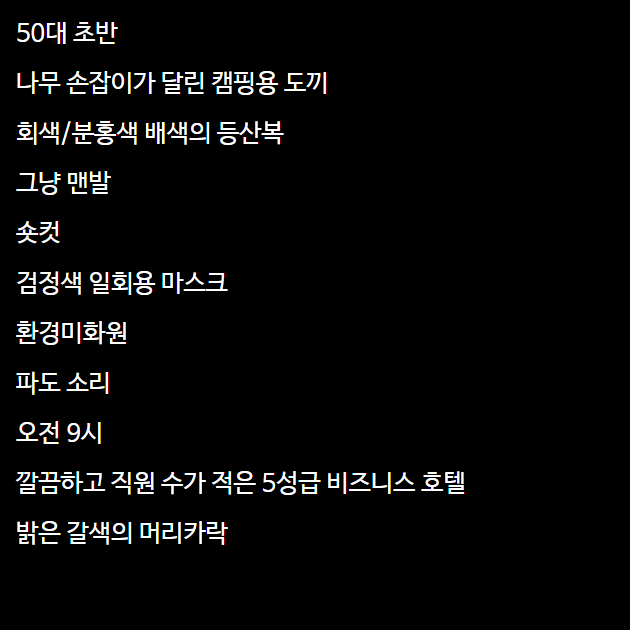 50대 초반
나무 손잡이가 달린 캠핑용 도끼
회색/분홍색 배색의 등산복
그냥 맨발
숏컷
검정색 일회용 마스크
환경미화원
파도 소리
오전 9시
깔끔하고 직원 수가 적은 5성급 비즈니스 호텔
밝은 갈색의 머리카락